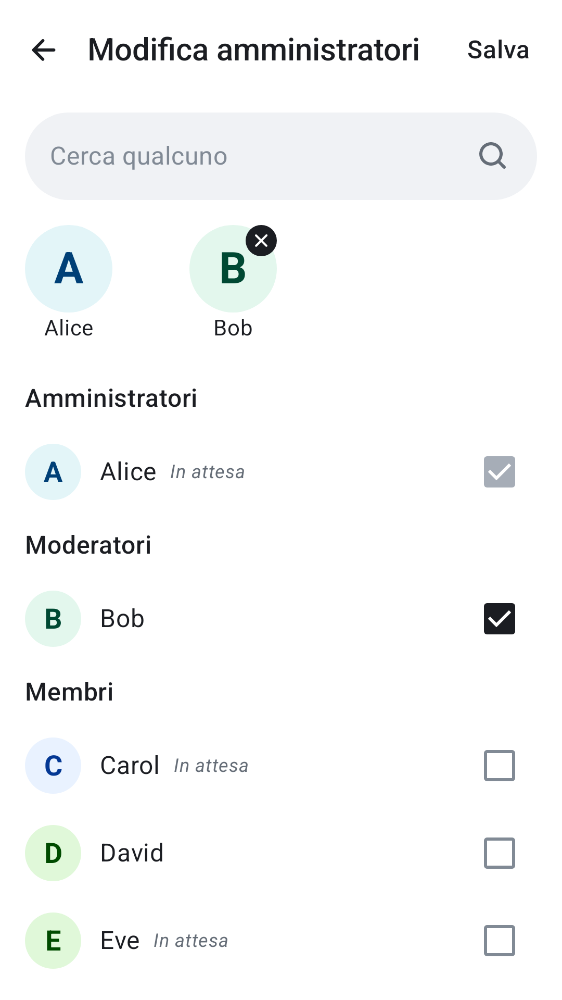 Modifica amministratori Salva
Cerca qualcuno
A B
Alice Bob
Amministratori
A Alice In attesa
Moderatori
B Bob
Membri
C Carol In attesa
D David
E Eve In attesa